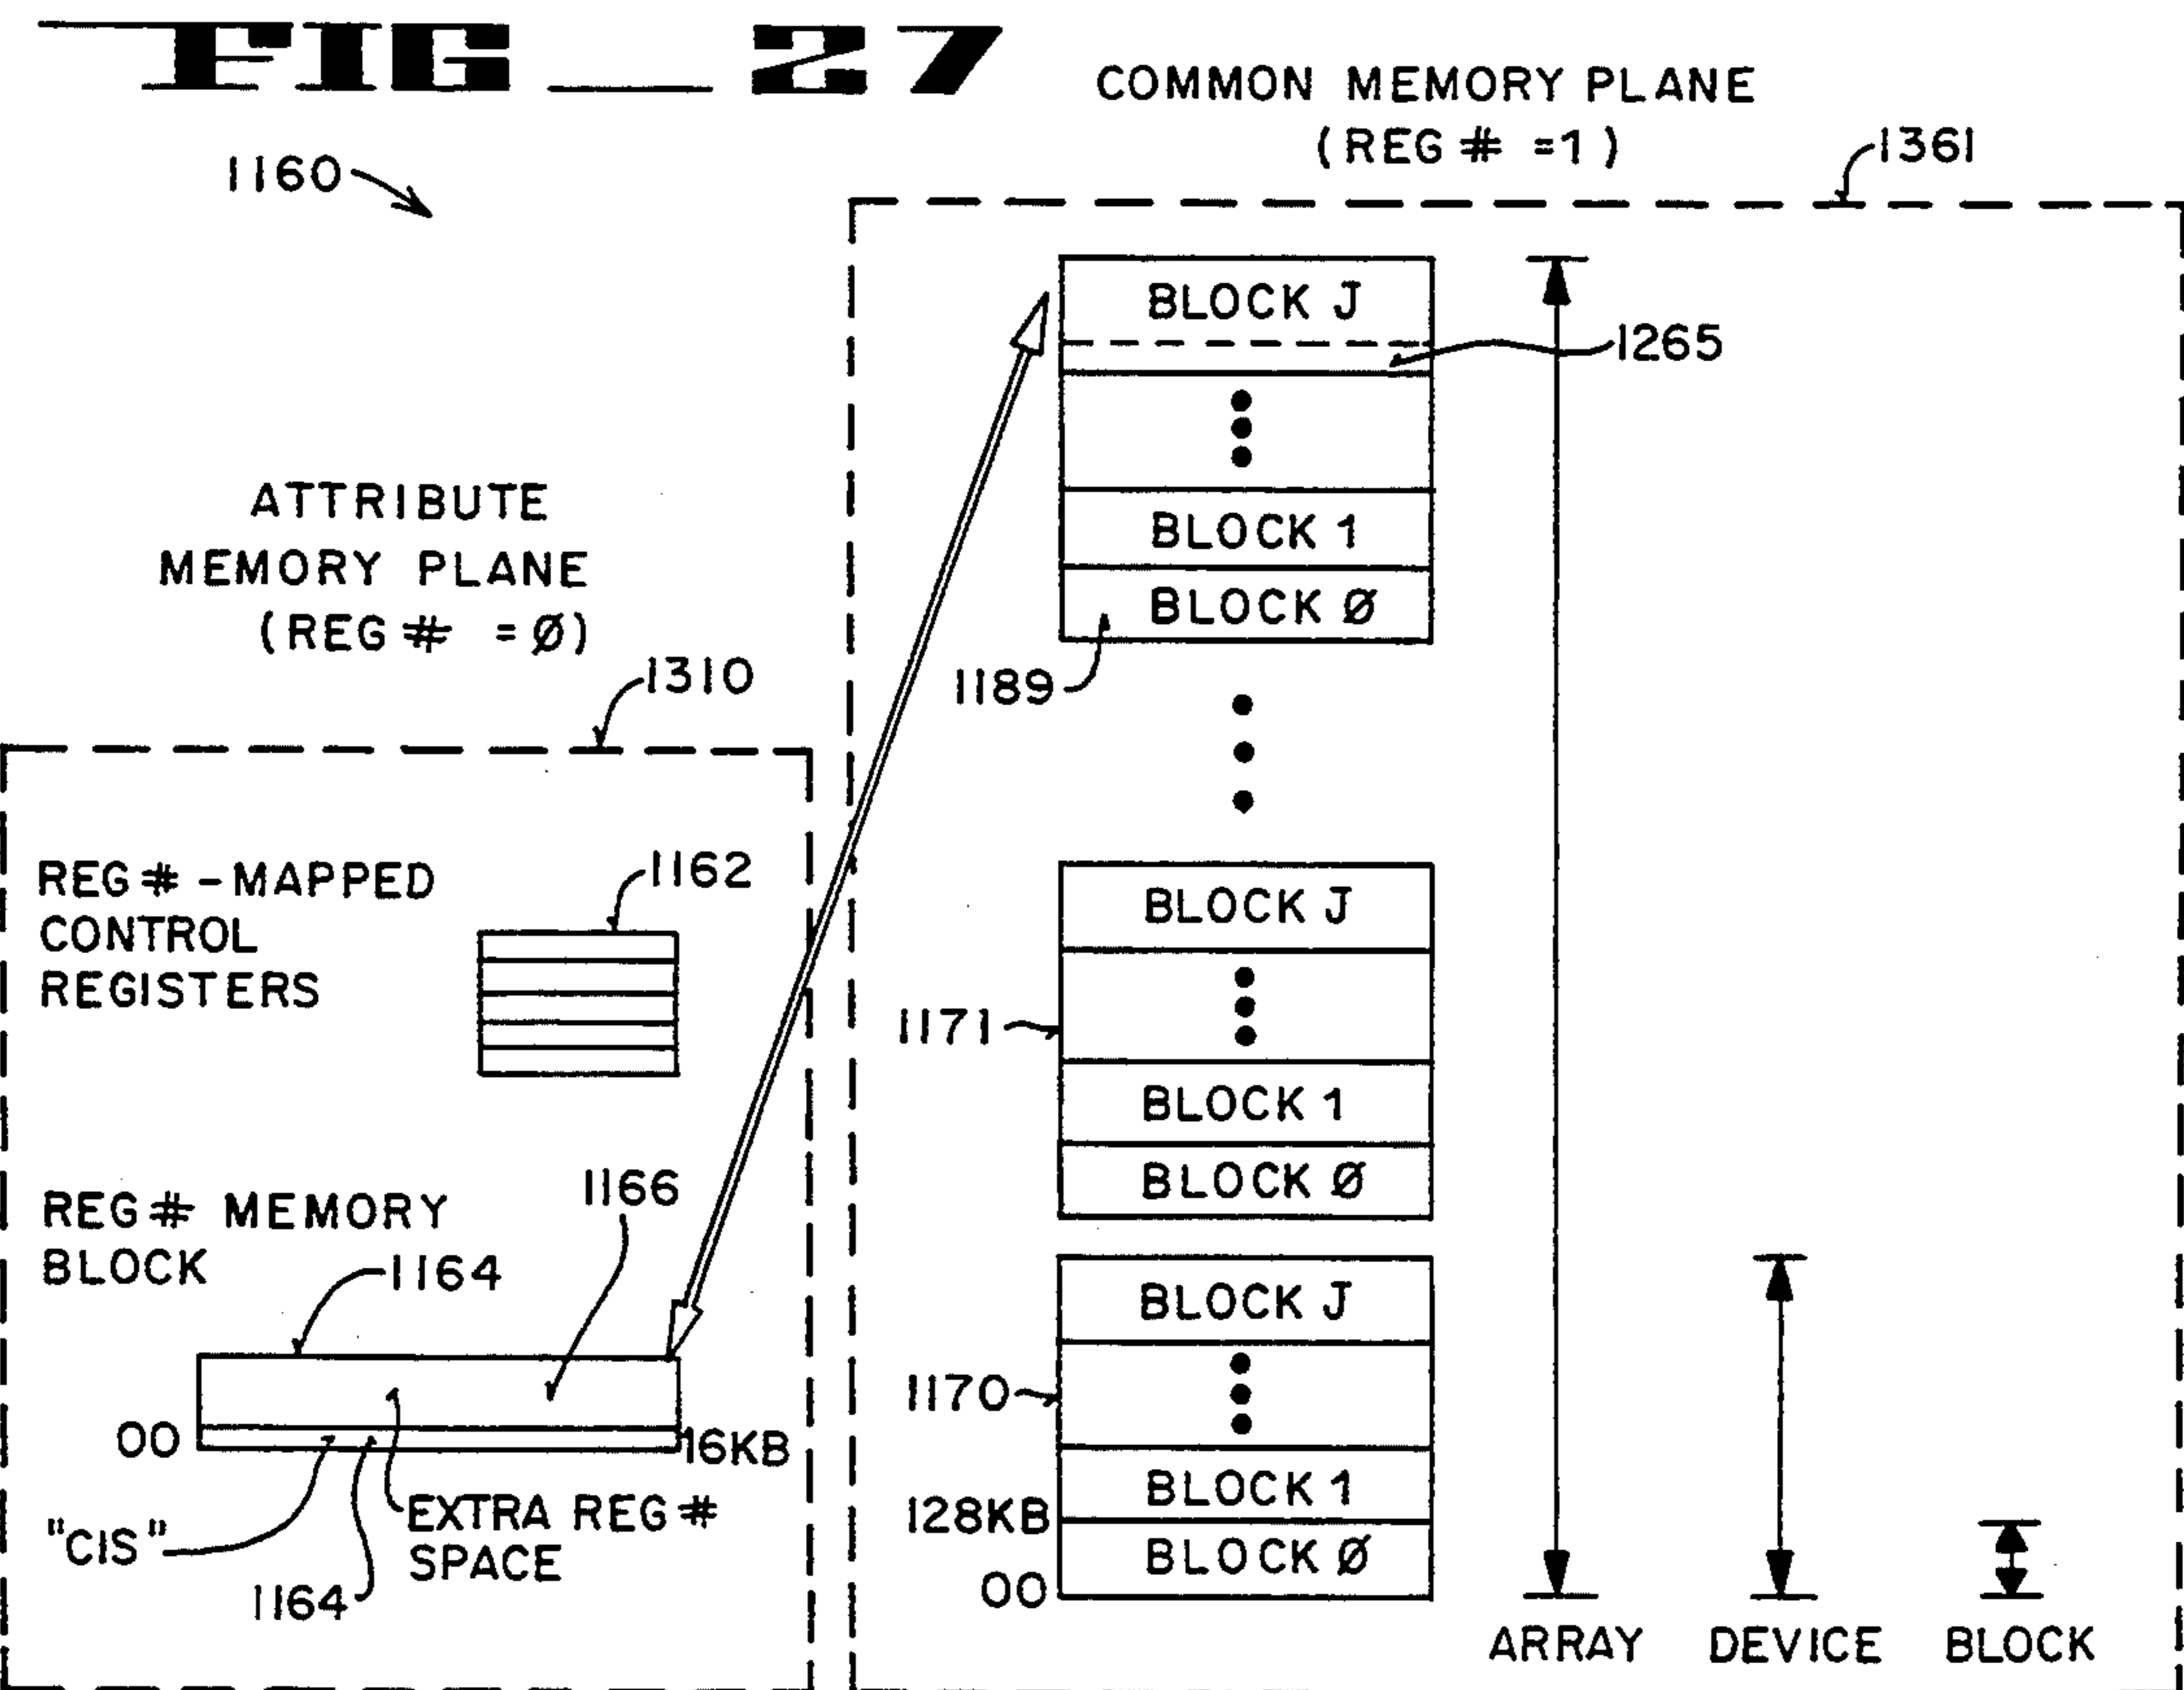 FIG__27
COMMON MEMORY PLANE
(REG# =1)
1361
1160
BLOCK J
1265
BLOCK 1
BLOCK Ø
1189
ATTRIBUTE
MEMORY PLANE
(REG# =Ø)
1310
REG#-MAPPED
CONTROL
REGISTERS
1162
BLOCK J
1171
BLOCK 1
BLOCK Ø
REG# MEMORY
BLOCK
1164
1166
00
16KB
"CIS"
1164
EXTRA REG#
SPACE
BLOCK J
1170
BLOCK 1
128KB
BLOCK Ø
00
ARRAY
DEVICE
BLOCK